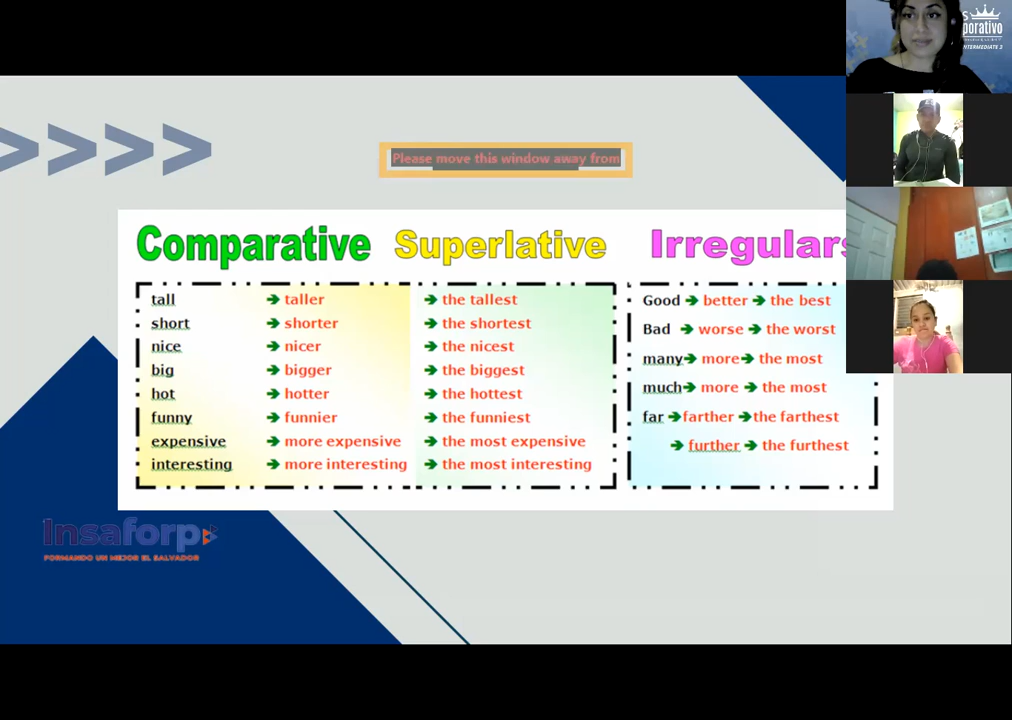 S
porativo
NTERMEDIATE 2
Please move this window away from
Comparative Superlative Irregulars
tall → taller → the tallest
short → shorter → the shortest
nice → nicer → the nicest
big → bigger → the biggest
hot → hotter → the hottest
funny → funnier → the funniest
expensive → more expensive → the most expensive
interesting → more interesting → the most interesting
Good → better → the best
Bad → worse → the worst
many → more → the most
much → more → the most
far → farther → the farthest
→ further → the furthest
Insaforp
FORMANDO UN MEJOR EL SALVADOR